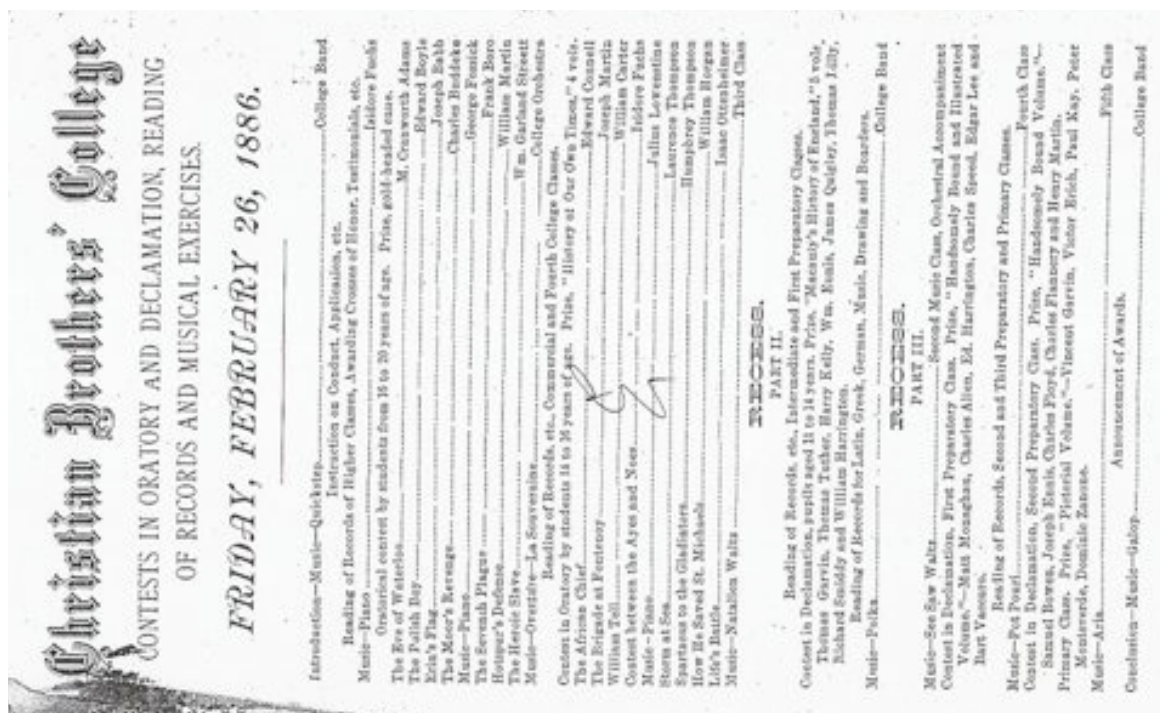 Christian Brothers' College
CONTESTS IN ORATORY AND DECLAMATION, READING
OF RECORDS AND MUSICAL EXERCISES.
FRIDAY, FEBRUARY 26, 1886.
Introduction—Music—Quickstep College Band
Instruction on Conduct, Application, etc.
Reading of Records of Higher Classes, Awarding Crosses of Honor, Testimonials, etc.
Music—Piano Isidore Fuchs
Oratorical contest by students from 16 to 20 years of age. Prize, gold-headed cane.
The Eve of Waterloo M. Cranworth Adams
The Polish Boy Edward Boyle
Erin's Flag Joseph Babb
The Moor's Revenge Charles Buddeke
Music—Piano George Fonick
The Seventh Plague Frank Boro
Hotspur's Defense William Martin
The Heroic Slave Wm. Garland Street
Music—Overture—La Souveraine College Orchestra
Reading of Records, etc., Commercial and Fourth College Classes.
Contest in Oratory by students 14 to 16 years of age. Prize, "History of Our Own Times," 4 vols.
The African Chief Edward Connell
The Brigade at Fontenoy Joseph Martin
William Tell William Carter
Contest between the Ayes and Noes
Music—Piano Isidore Fuchs
Storm at Sea Julius Lowenstine
Spartacus to the Gladiators Laurence Thompson
How He Saved St. Michaels Humphrey Thompson
Life's Battle William Horgan
Isaac Ottenheimer
Music—Natalion Waltz Third Class
RECESS.
PART II.
Reading of Records, etc., Intermediate and First Preparatory Classes.
Contest in Declamation, pupils aged 11 to 14 years. Prize, "Macauly's History of England," 5 vols.
Thomas Garvin, Thomas Tuther, Harry Kelly, Wm. Ennis, James Quigley, Thomas Lilly,
Richard Sniddy and William Harrington.
Reading of Records for Latin, Greek, German, Music, Drawing and Boarders.
Music—Polka College Band
RECESS.
PART III.
Music—See Saw Waltz Second Music Class, Orchestral Accompaniment
Contest in Declamation, First Preparatory Class. Prize, "Handsomely Bound and Illustrated
Volume."—Matt Monaghan, Charles Allen, Ed. Harrington, Charles Speed, Edgar Lee and
Bart Vaccaro.
Reading of Records, Second and Third Preparatory and Primary Classes.
Music—Pot Pouri Fourth Class
Contest in Declamation, Second Preparatory Class. Prize, "Handsomely Bound Volume."—
Samuel Bowen, Joseph Ennis, Charles Floyd, Charles Flannery and Henry Martin.
Primary Class. Prize, "Pictorial Volume."—Vincent Garvin, Victor Erich, Paul Kay, Peter
Monteverde, Dominic Zanone.
Music—Aria Fifth Class
Announcement of Awards.
Conclusion—Music—Galop College Band